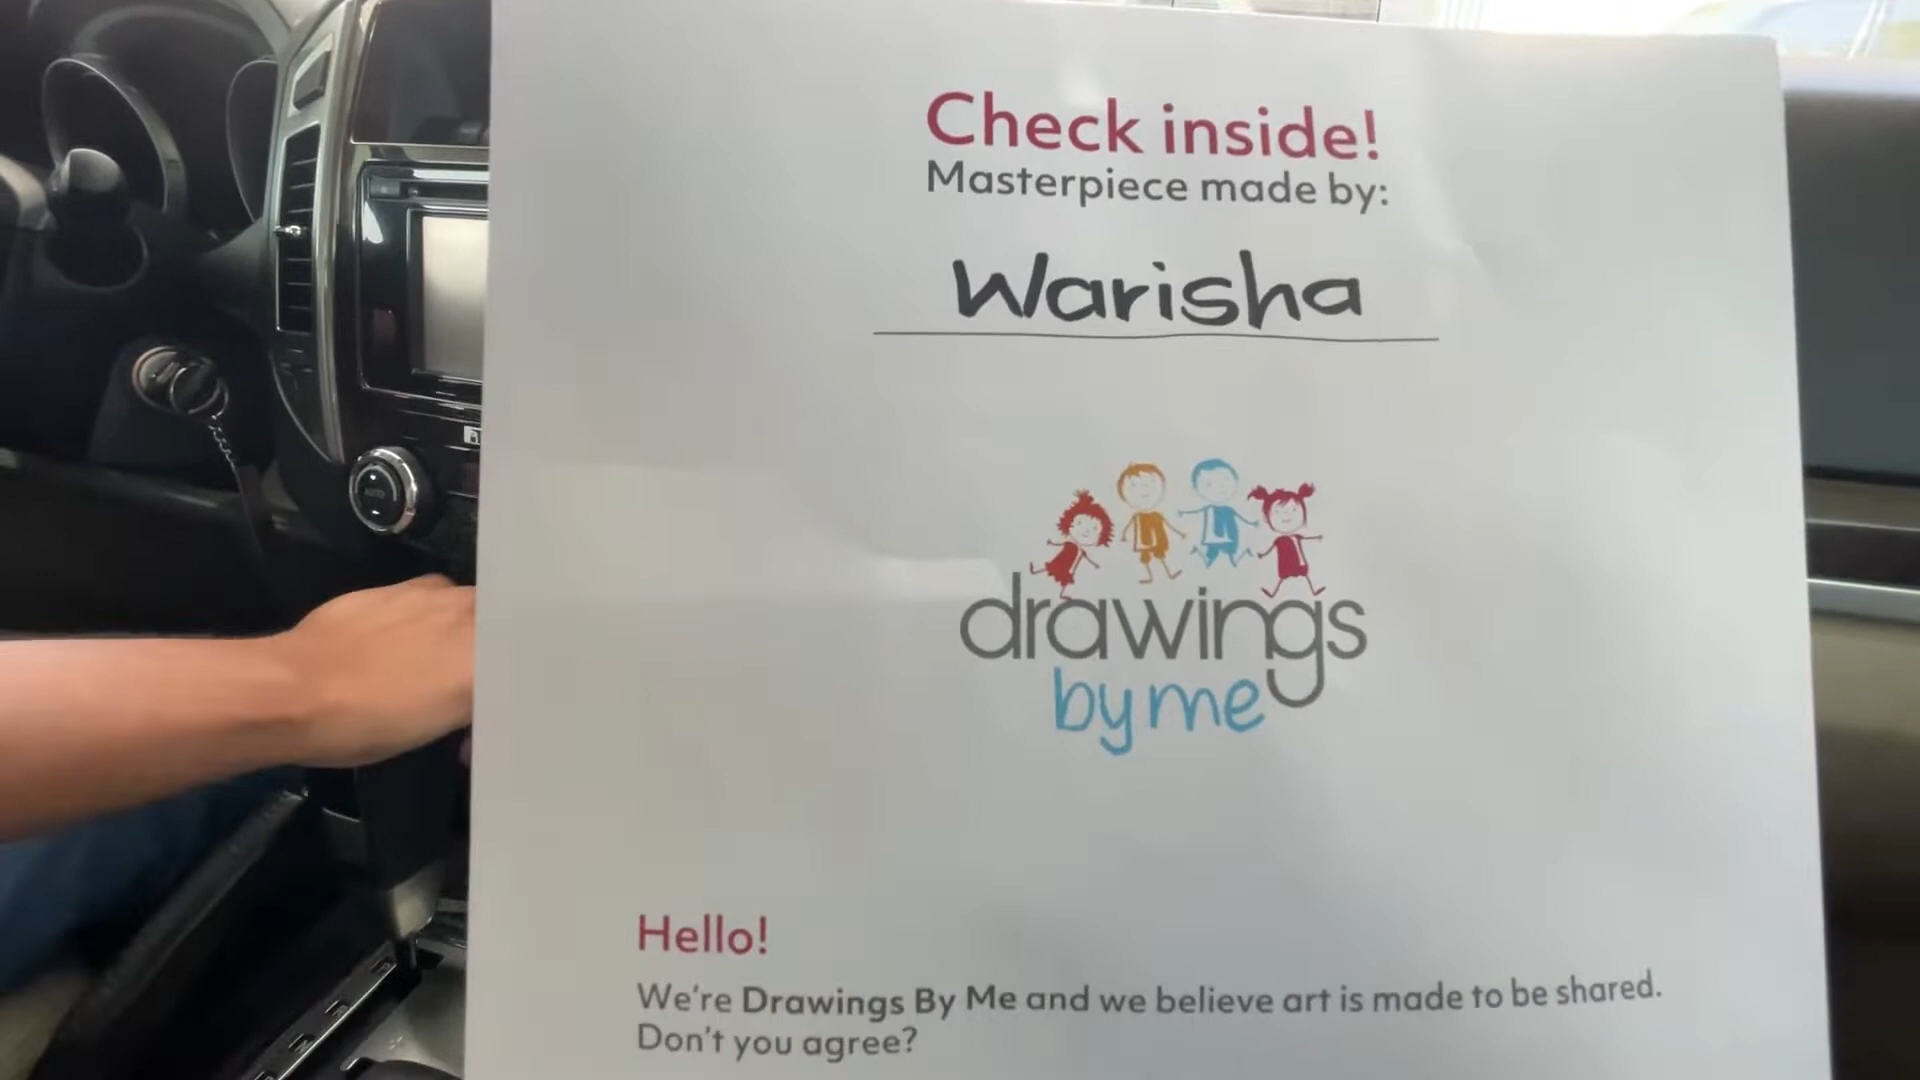 Check inside!
Masterpiece made by:
Warisha
drawings
by me
Hello!
We're Drawings By Me and we believe art is made to be shared.
Don't you agree?
AUTO